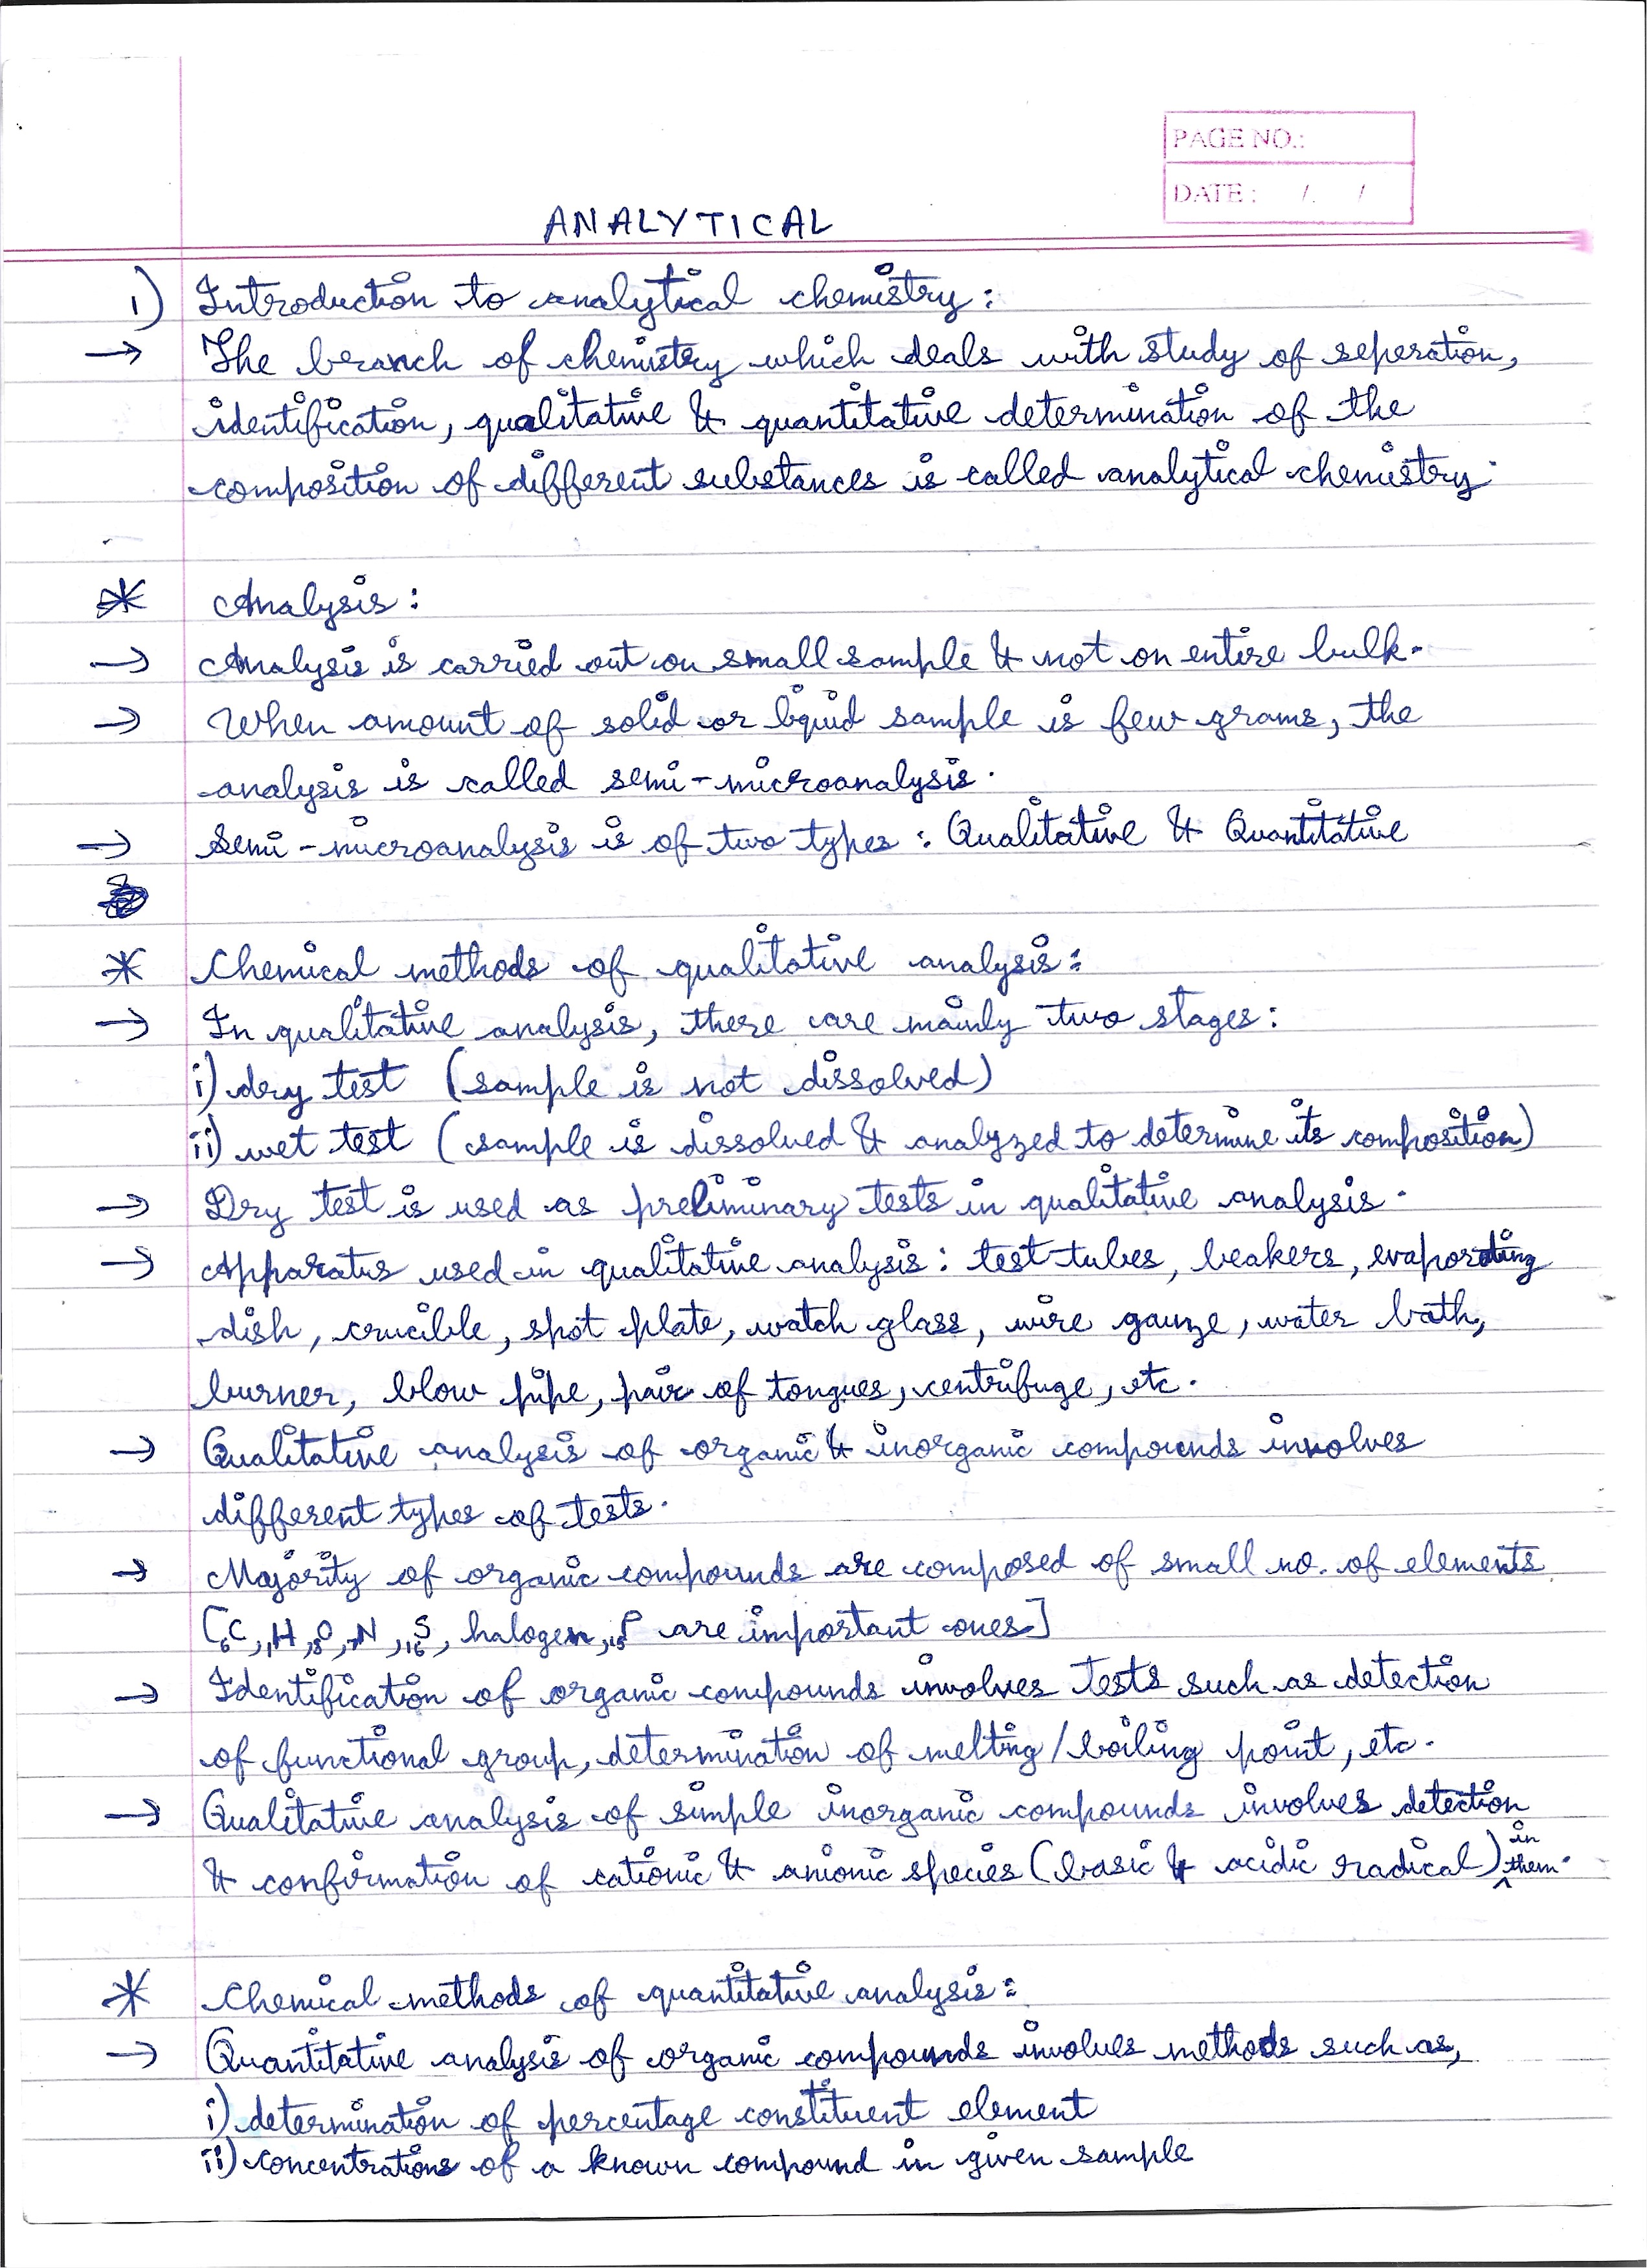 PAGE NO.:
DATE: / /
ANALYTICAL
1) Introduction to analytical chemistry:
→ The branch of chemistry which deals with study of seperation,
identification, qualitative & quantitative determination of the
composition of different substances is called analytical chemistry.
* Analysis:
→ Analysis is carried out on small sample & not on entire bulk.
→ When amount of solid or liquid sample is few grams, the
analysis is called semi-microanalysis.
→ Semi-microanalysis is of two types: Qualitative & Quantitative
* Chemical methods of qualitative analysis:
→ In qualitative analysis, there are mainly two stages:
i) dry test (sample is not dissolved)
ii) wet test (sample is dissolved & analyzed to determine its composition)
→ Dry test is used as preliminary tests in qualitative analysis.
→ Apparatus used in qualitative analysis: test tubes, beakers, evaporating
dish, crucible, spot plate, watch glass, wire gauze, water bath,
burner, blow pipe, pair of tongues, centrifuge, etc.
→ Qualitative analysis of organic & inorganic compounds involves
different types of tests.
→ Majority of organic compounds are composed of small no. of elements
[₆C, ₁H, ₈O, ₇N, ₁₆S, halogen, ₁₅P are important ones]
→ Identification of organic compounds involves tests such as detection
of functional group, determination of melting/boiling point, etc.
→ Qualitative analysis of simple inorganic compounds involves detection
& confirmation of cationic & anionic species (basic & acidic radical) in them.
* Chemical methods of quantitative analysis:
→ Quantitative analysis of organic compounds involves methods such as,
i) determination of percentage constituent element
ii) concentrations of a known compound in given sample